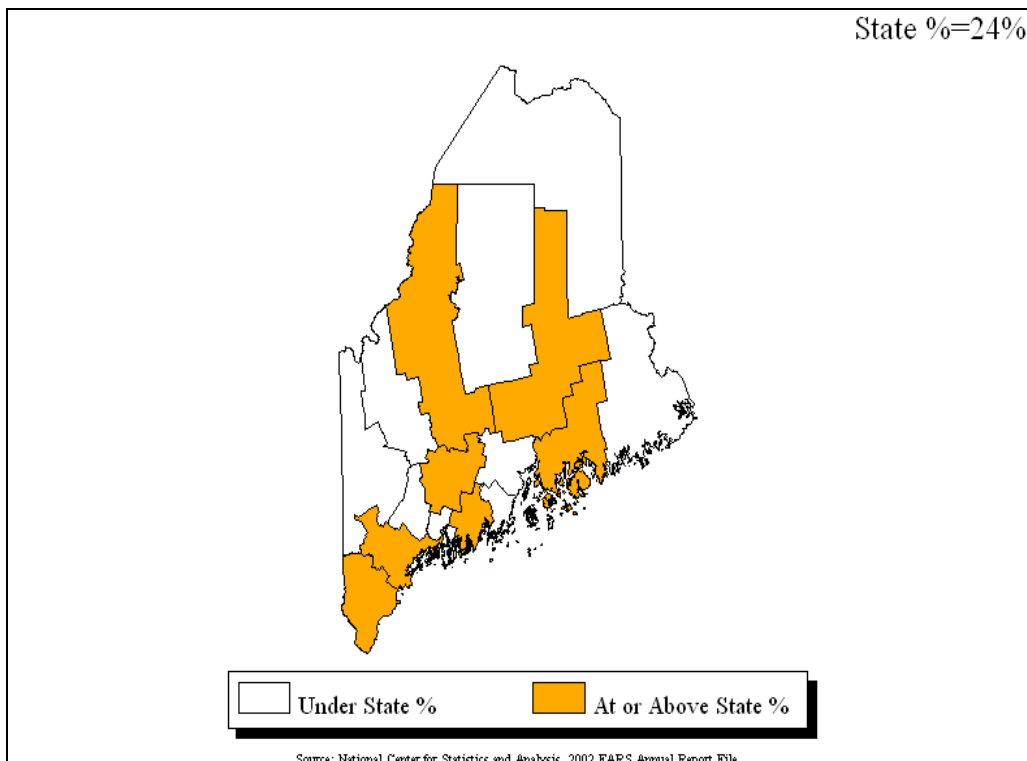 State %=24%
Under State %
At or Above State %
Source: National Center for Statistics and Analysis, 2002 FARS Annual Report File